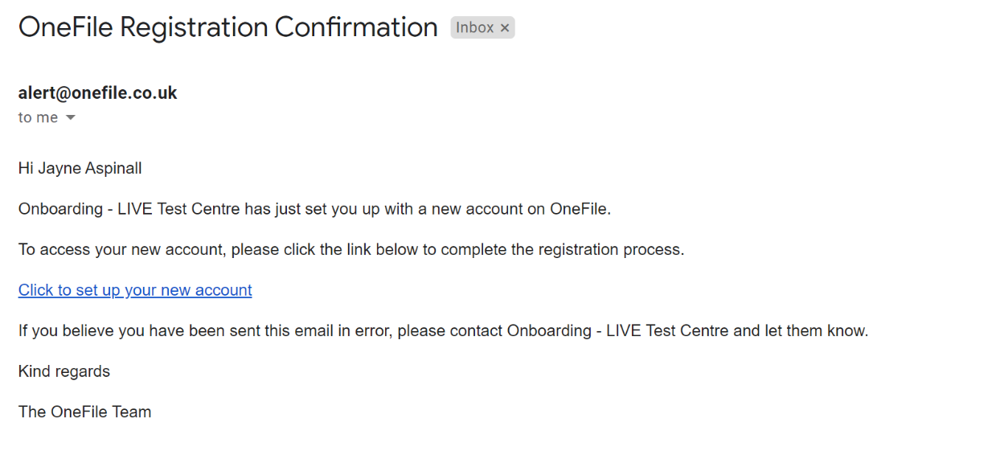 OneFile Registration Confirmation Inbox ×
alert@onefile.co.uk
to me
Hi Jayne Aspinall
Onboarding - LIVE Test Centre has just set you up with a new account on OneFile.
To access your new account, please click the link below to complete the registration process.
Click to set up your new account
If you believe you have been sent this email in error, please contact Onboarding - LIVE Test Centre and let them know.
Kind regards
The OneFile Team